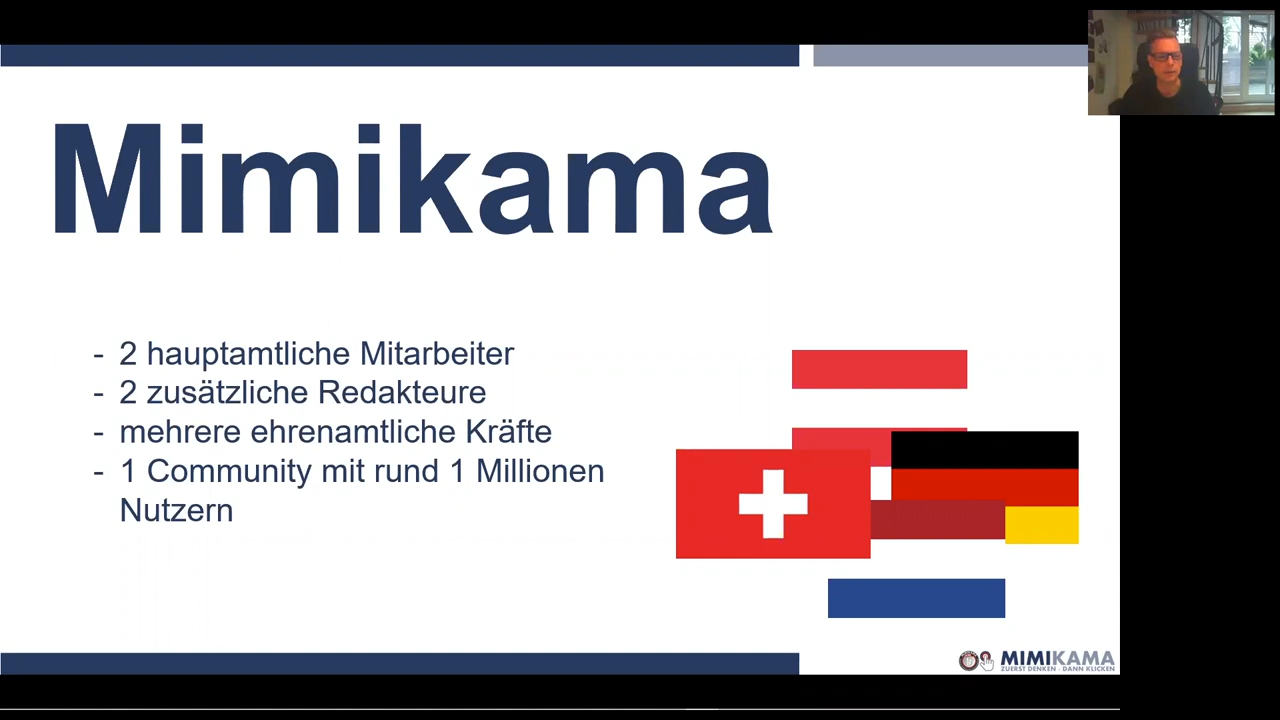 Mimikama
- 2 hauptamtliche Mitarbeiter
- 2 zusätzliche Redakteure
- mehrere ehrenamtliche Kräfte
- 1 Community mit rund 1 Millionen
Nutzern
MIMIKAMA
ZUERST DENKEN - DANN KLICKEN